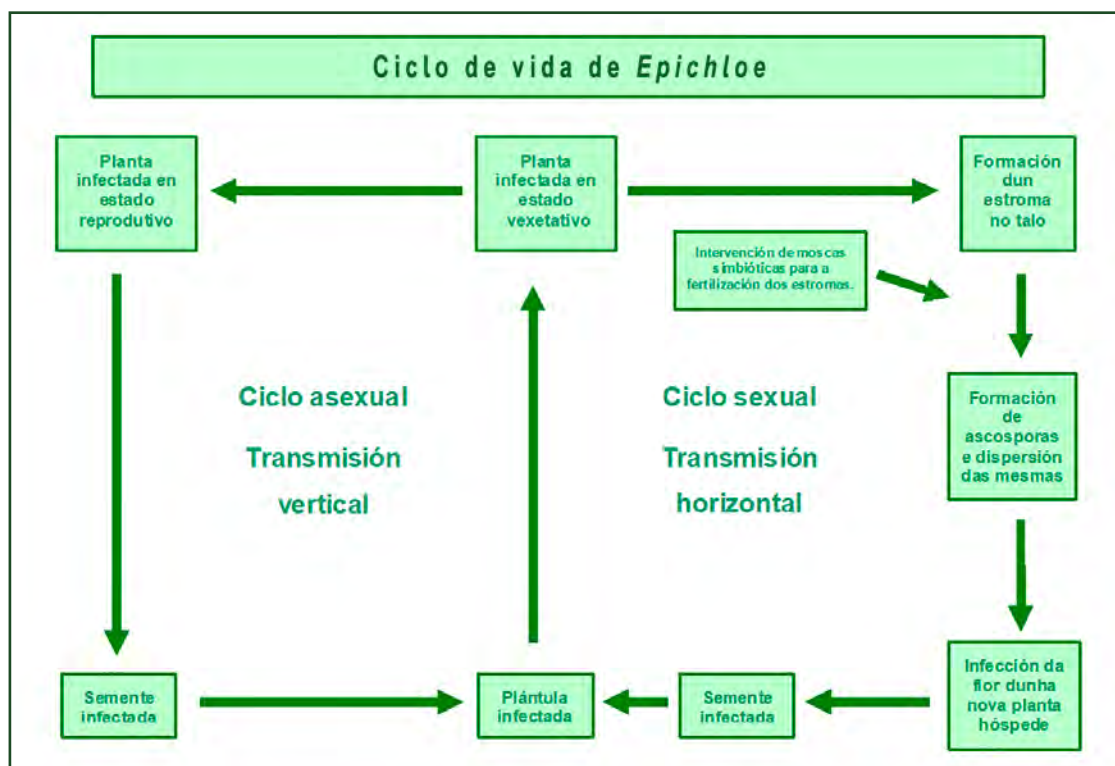 Ciclo de vida de Epichloe
Planta
infectada en
estado
reprodutivo
Planta
infectada en
estado
vexetativo
Formación
dun
estroma
no talo
Intervención de moscas
simbióticas para a
fertilización dos estromas.
Ciclo asexual
Transmisión
vertical
Ciclo sexual
Transmisión
horizontal
Formación
de
ascosporas
e dispersión
das mesmas
Semente
infectada
Plántula
infectada
Semente
infectada
Infección da
flor dunha
nova planta
hóspede